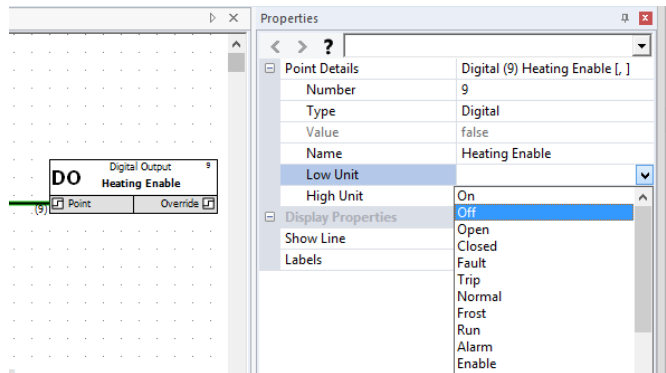 Properties
?
Point Details Digital (9) Heating Enable [, ]
Number 9
Type Digital
Value false
Name Heating Enable
Low Unit
High Unit
Display Properties
Show Line
Labels
On
Off
Open
Closed
Fault
Trip
Normal
Frost
Run
Alarm
Enable
DO Digital Output 9
Heating Enable
(9) Point Override